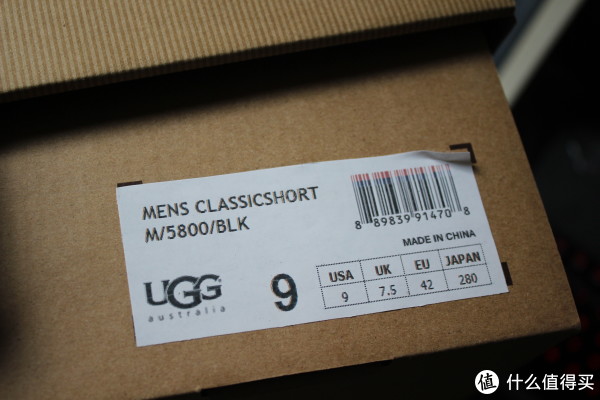 MENS CLASSICSHORT
M/5800/BLK
8 89839 91470 8
MADE IN CHINA
UGG
australia
9
USA UK EU JAPAN
9 7.5 42 280
值 什么值得买